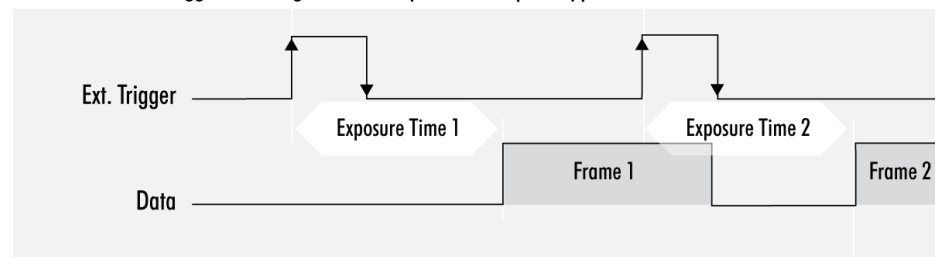 Ext. Trigger
Exposure Time 1
Exposure Time 2
Frame 1
Frame 2
Data